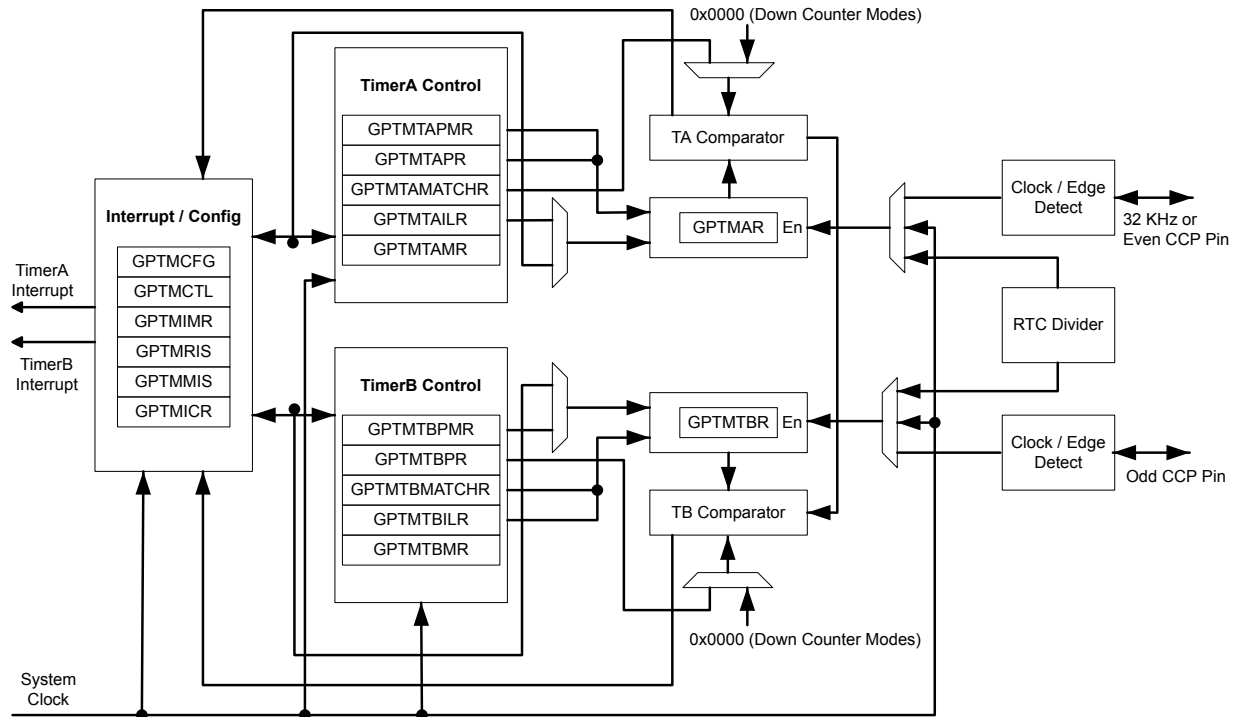 0x0000 (Down Counter Modes)
TimerA Control
GPTMTAPMR
GPTMTAPR
GPTMTAMATCHR
GPTMTAILR
GPTMTAMR
TA Comparator
GPTMAR
En
Clock / Edge
Detect
32 KHz or
Even CCP Pin
Interrupt / Config
GPTMCFG
GPTMCTL
GPTMIMR
GPTMRIS
GPTMMIS
GPTMICR
TimerA
Interrupt
TimerB
Interrupt
RTC Divider
TimerB Control
GPTMTBPMR
GPTMTBPR
GPTMTBMATCHR
GPTMTBILR
GPTMTBMR
GPTMTBR
En
TB Comparator
Clock / Edge
Detect
Odd CCP Pin
0x0000 (Down Counter Modes)
System
Clock